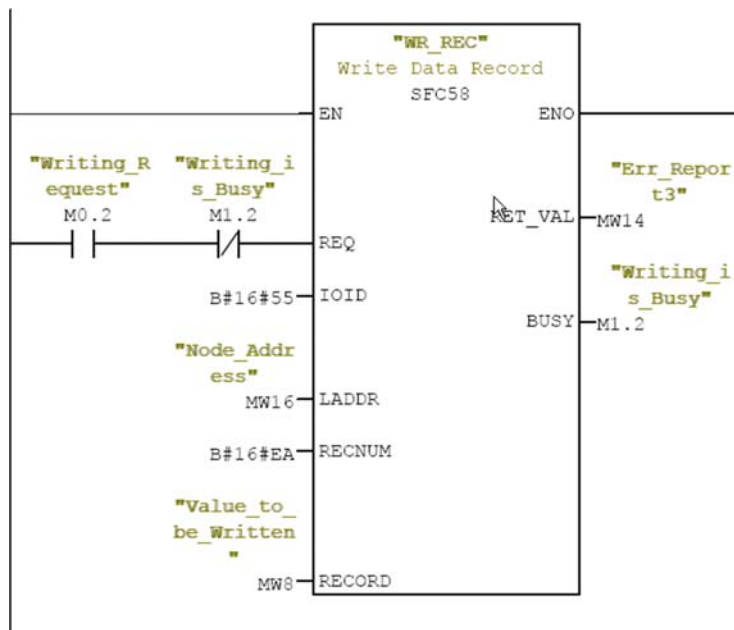 "WR_REC"
Write Data Record
SFC58
EN
ENO
"Writing_R
equest"
M0.2
"Writing_i
s_Busy"
M1.2
REQ
"Err_Repor
t3"
RET_VAL
MW14
B#16#55
IOID
"Writing_i
s_Busy"
BUSY
M1.2
"Node_Addr
ess"
MW16
LADDR
B#16#EA
RECNUM
"Value_to_
be_Written
"
MW8
RECORD